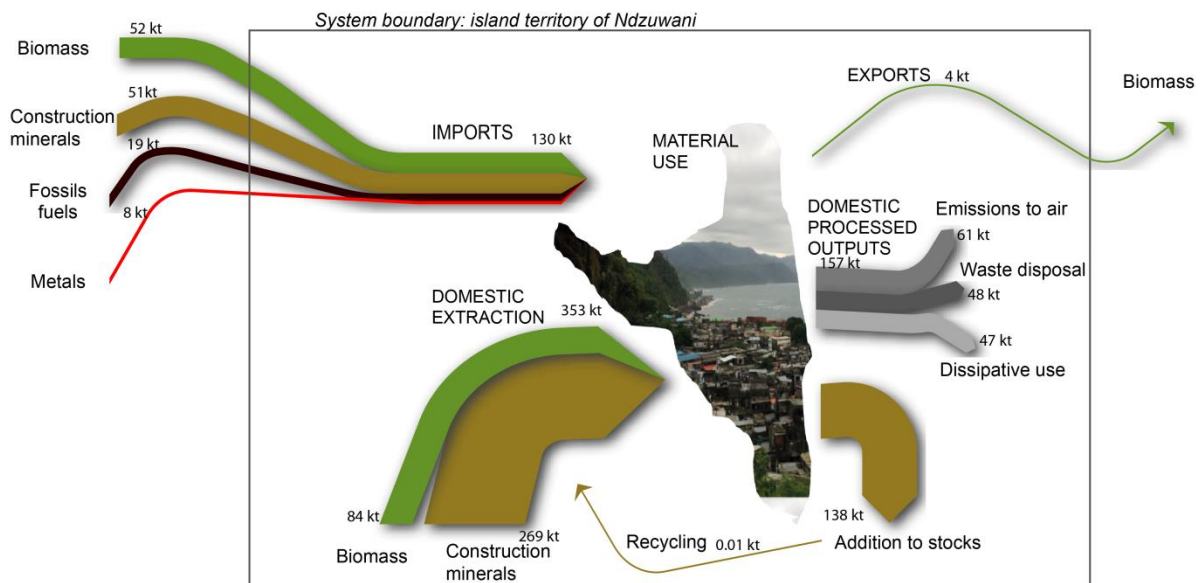 System boundary: island territory of Ndzuwani
52 kt
Biomass
51kt
Construction
minerals
19 kt
Fossils
fuels
8 kt
Metals
IMPORTS
130 kt
MATERIAL
USE
EXPORTS
4 kt
Biomass
DOMESTIC
PROCESSED
OUTPUTS
157 kt
Emissions to air
61 kt
Waste disposal
48 kt
47 kt
Dissipative use
DOMESTIC
EXTRACTION
353 kt
84 kt
Biomass
269 kt
Construction
minerals
Recycling
0.01 kt
138 kt
Addition to stocks